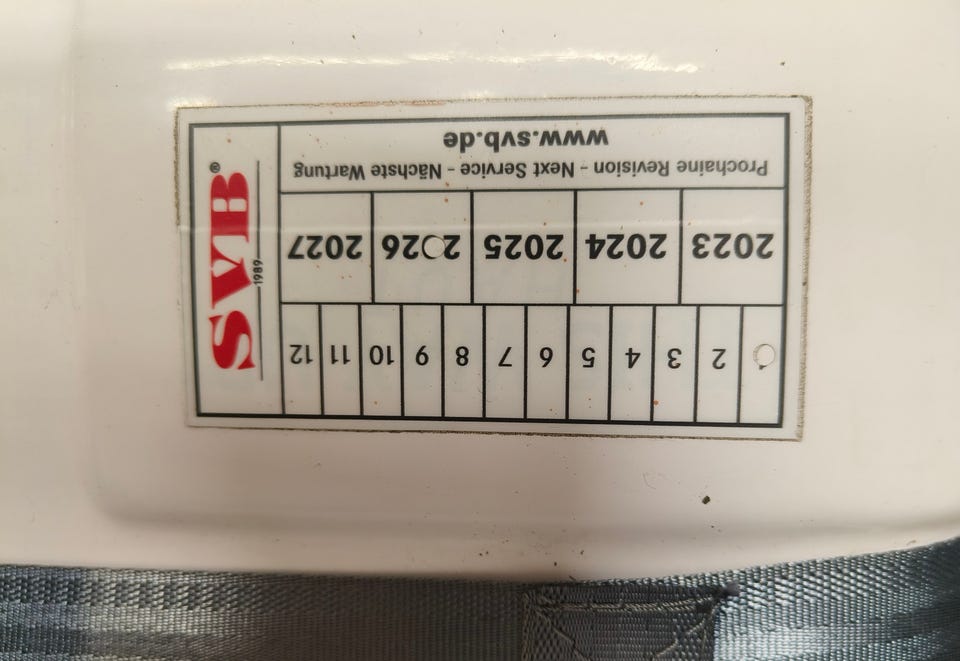 www.svb.de
Prochaine Revision - Next Service - Nächste Wartung
2023 2024 2025 2026 2027
2 3 4 5 6 7 8 9 10 11 12
SVB®
1989